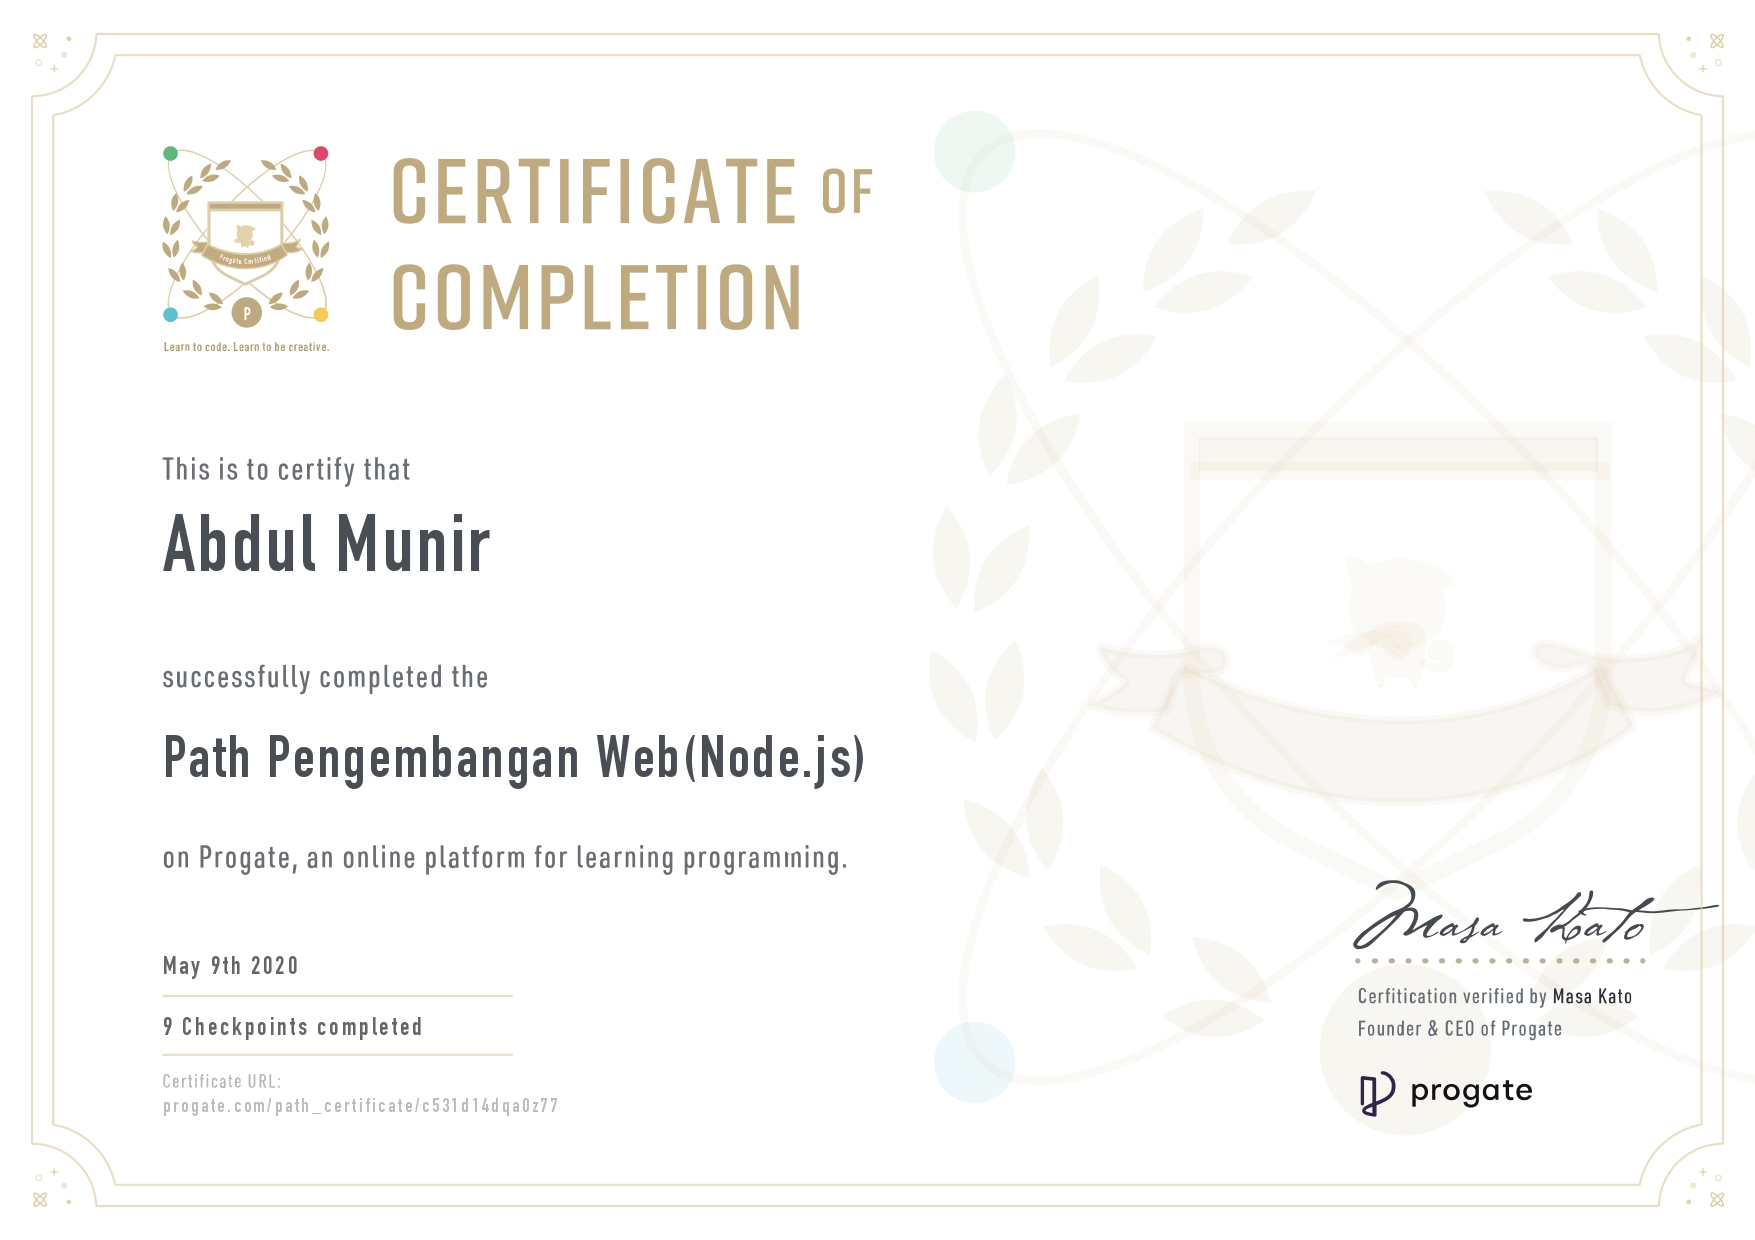 CERTIFICATE OF
COMPLETION
Progate Certified
P
Learn to code. Learn to be creative.
This is to certify that
Abdul Munir
successfully completed the
Path Pengembangan Web(Node.js)
on Progate, an online platform for learning programming.
May 9th 2020
9 Checkpoints completed
Certificate URL:
progate.com/path_certificate/c531d14dqa0z77
Masa Kato
Cerfitication verified by Masa Kato
Founder & CEO of Progate
progate